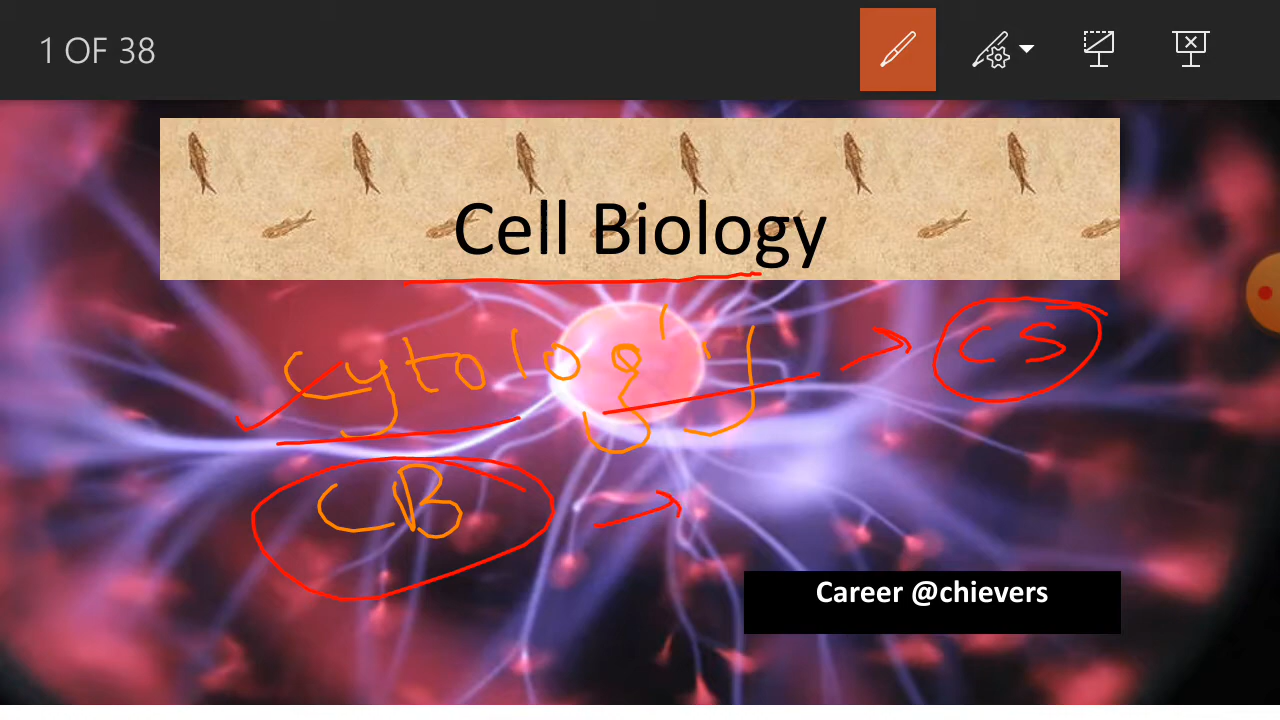 1 OF 38
Cell Biology
Cytology → CS
CB →
Career @chievers